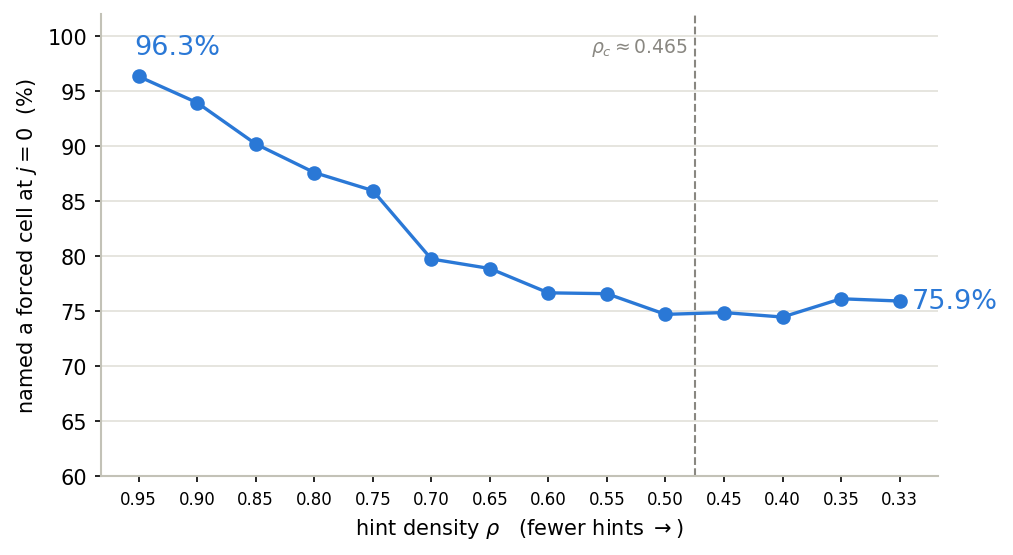 96.3%
ρc ≈ 0.465
75.9%
named a forced cell at j = 0 (%)
100
95
90
85
80
75
70
65
60
0.95 0.90 0.85 0.80 0.75 0.70 0.65 0.60 0.55 0.50 0.45 0.40 0.35 0.33
hint density ρ (fewer hints →)